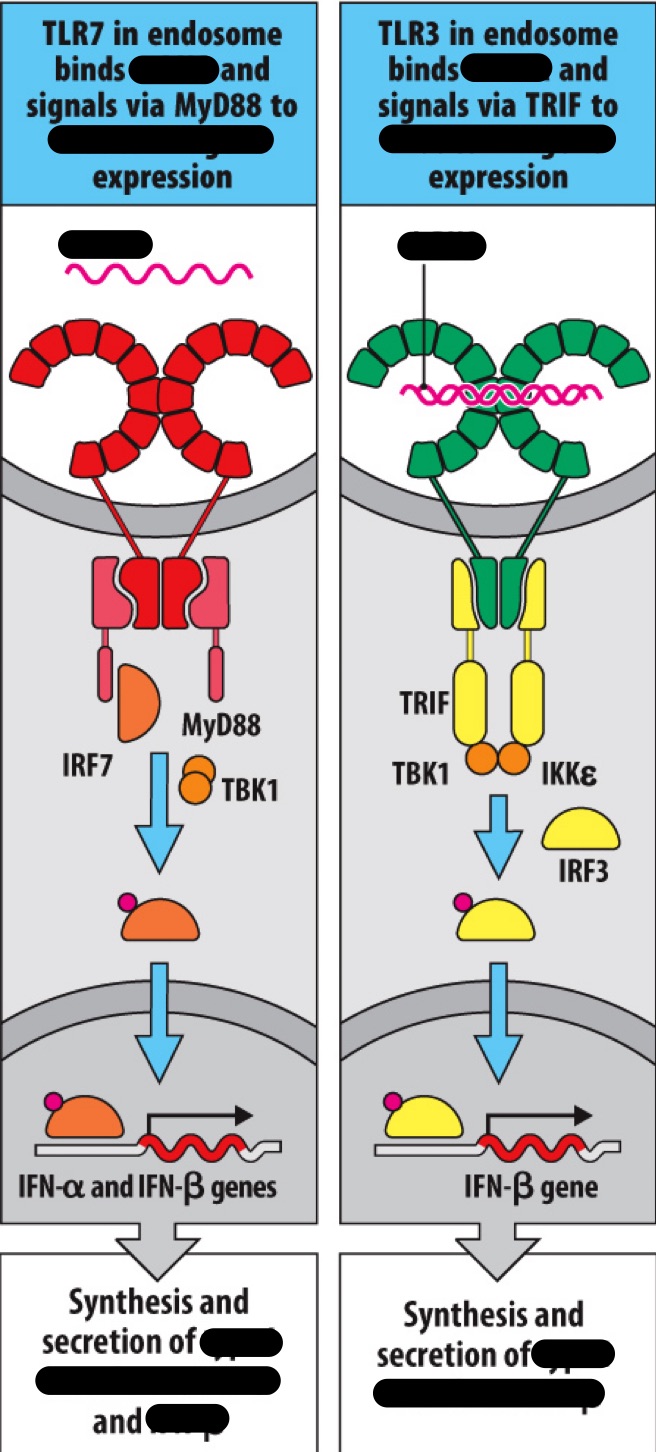 TLR7 in endosome
binds and
signals via MyD88 to
expression
MyD88
IRF7
TBK1
IFN-α and IFN-β genes
Synthesis and
secretion of
and
TLR3 in endosome
binds and
signals via TRIF to
expression
TRIF
TBK1
IKKε
IRF3
IFN-β gene
Synthesis and
secretion of